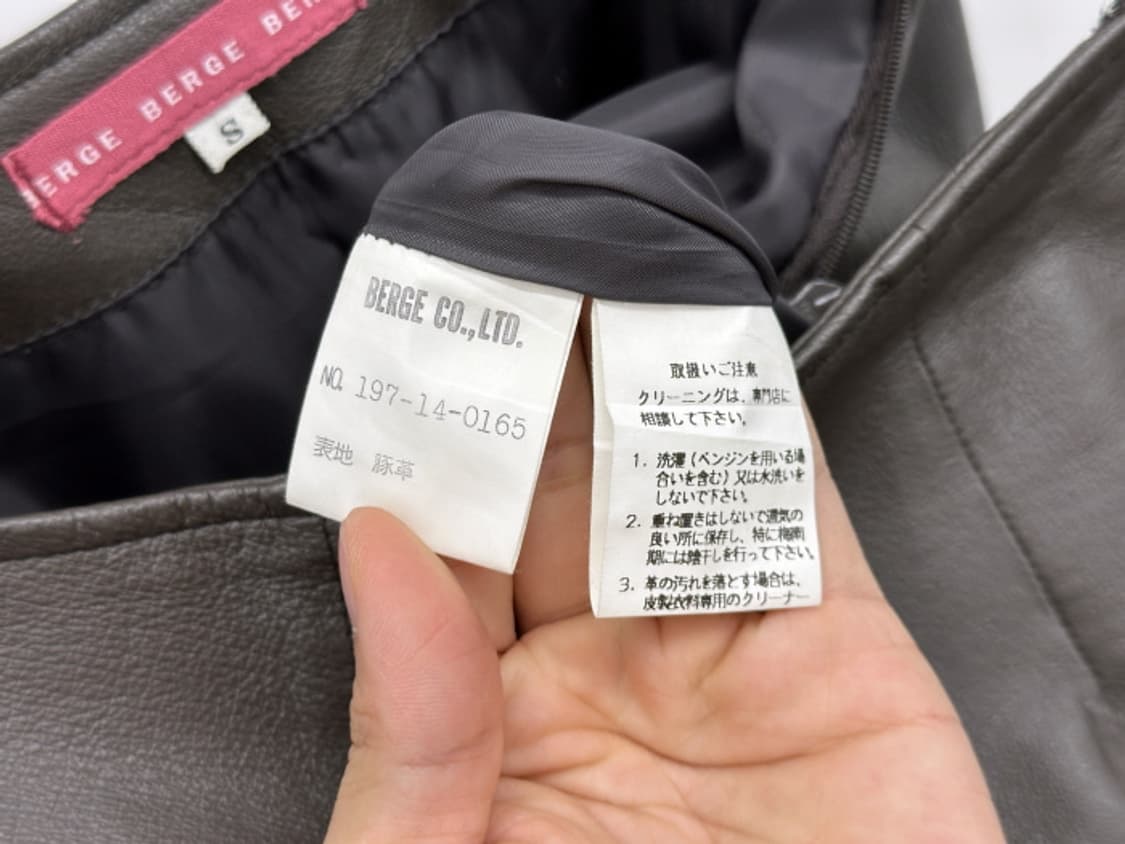 BERGE BERGE BE
S
BERGE CO.,LTD.
NO. 197-14-0165
表地 豚革
取扱いご注意
クリーニングは、専門店に
相談して下さい。
1. 洗濯(ベンジンを用いる場
合いを含む)又は水洗いを
しないで下さい。
2. 重ね置きはしないで通気の
良い所に保存し、特に梅雨
期には陰干しを行って下さい。
3. 革の汚れを落とす場合は、
皮製衣料専用のクリーナー